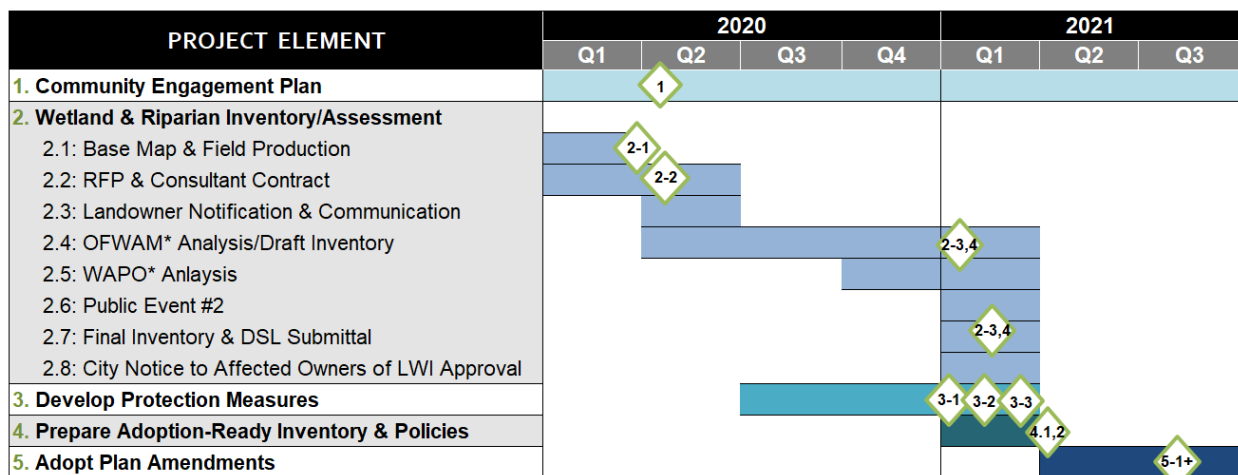 PROJECT ELEMENT
2020
2021
Q1 Q2 Q3 Q4 Q1 Q2 Q3
1. Community Engagement Plan
1
2. Wetland & Riparian Inventory/Assessment
2.1: Base Map & Field Production
2-1
2.2: RFP & Consultant Contract
2-2
2.3: Landowner Notification & Communication
2.4: OFWAM* Analysis/Draft Inventory
2-3,4
2.5: WAPO* Anlaysis
2.6: Public Event #2
2.7: Final Inventory & DSL Submittal
2-3,4
2.8: City Notice to Affected Owners of LWI Approval
3. Develop Protection Measures
3-1 3-2 3-3
4. Prepare Adoption-Ready Inventory & Policies
4.1,2
5. Adopt Plan Amendments
5-1+